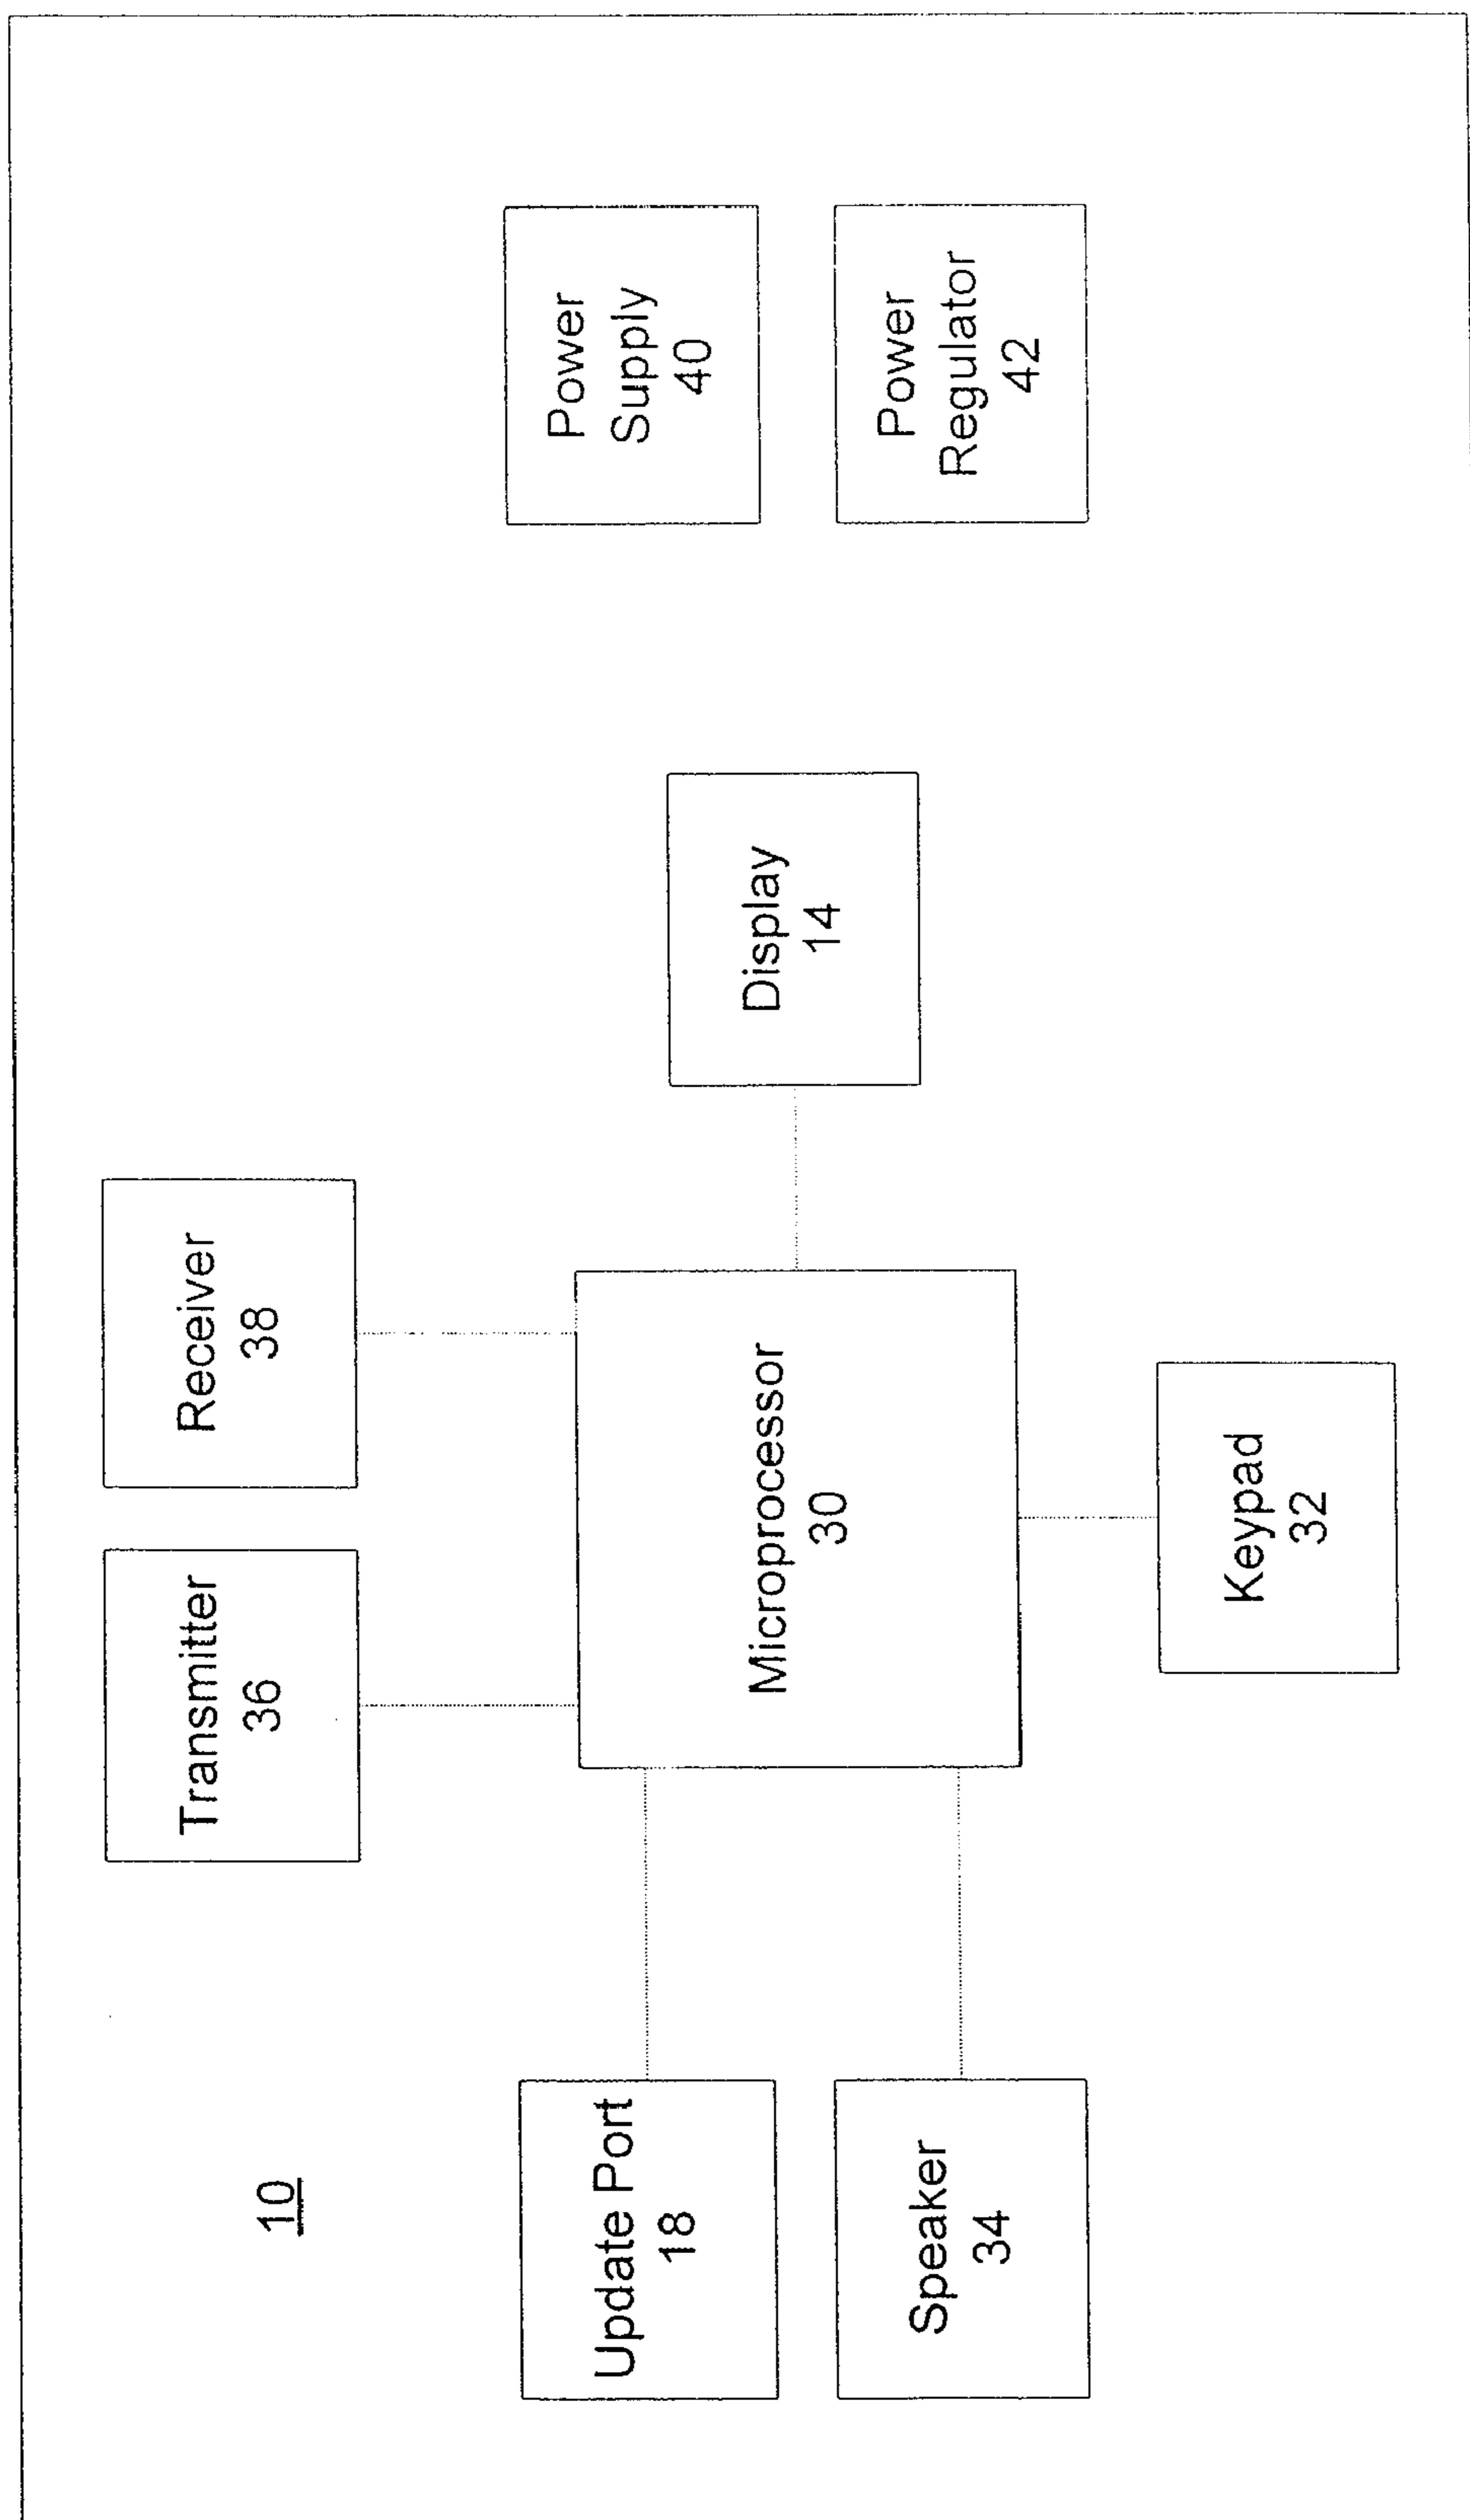 10
Transmitter
36
Receiver
38
Update Port
18
Speaker
34
Microprocessor
30
Display
14
Keypad
32
Power
Supply
40
Power
Regulator
42